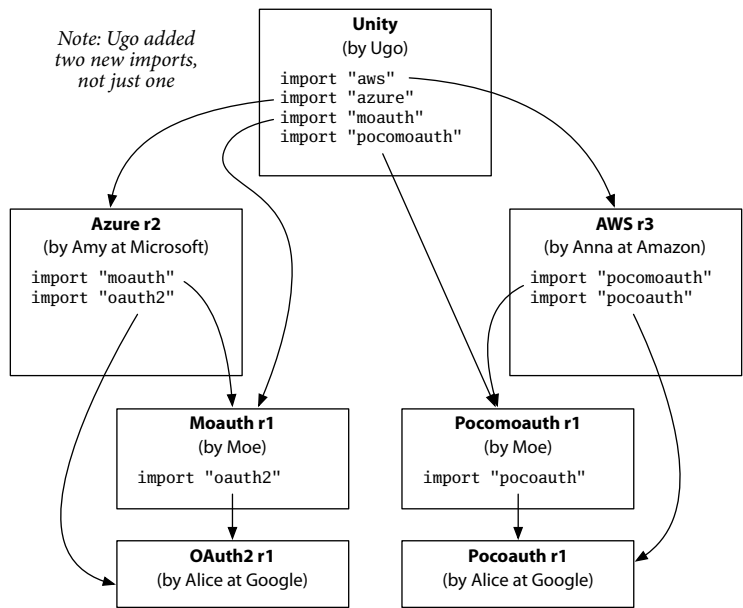 Note: Ugo added
two new imports,
not just one
Unity
(by Ugo)
import "aws"
import "azure"
import "moauth"
import "pocomoauth"
Azure r2
(by Amy at Microsoft)
import "moauth"
import "oauth2"
AWS r3
(by Anna at Amazon)
import "pocomoauth"
import "pocoauth"
Moauth r1
(by Moe)
import "oauth2"
Pocomoauth r1
(by Moe)
import "pocoauth"
OAuth2 r1
(by Alice at Google)
Pocoauth r1
(by Alice at Google)